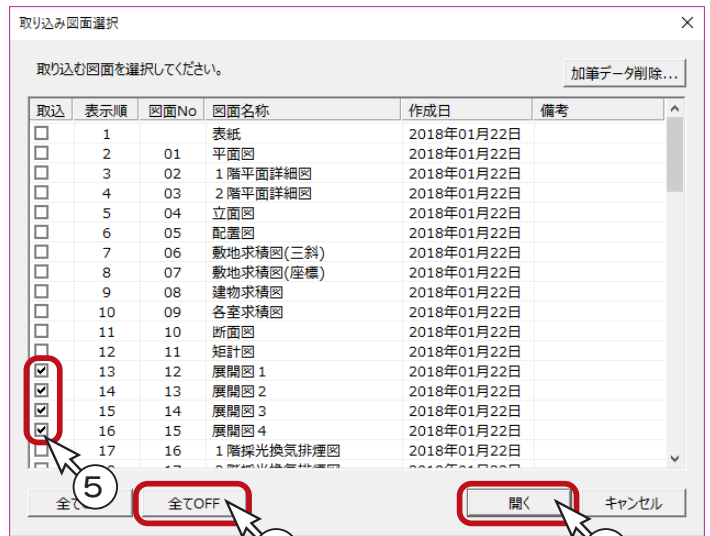 取り込み図面選択
取り込む図面を選択してください。
加筆データ削除...
取込 表示順 図面No 図面名称 作成日 備考
1 表紙 2018年01月22日
2 01 平面図 2018年01月22日
3 02 1階平面詳細図 2018年01月22日
4 03 2階平面詳細図 2018年01月22日
5 04 立面図 2018年01月22日
6 05 配置図 2018年01月22日
7 06 敷地求積図(三斜) 2018年01月22日
8 07 敷地求積図(座標) 2018年01月22日
9 08 建物求積図 2018年01月22日
10 09 各室求積図 2018年01月22日
11 10 断面図 2018年01月22日
12 11 矩計図 2018年01月22日
13 12 展開図1 2018年01月22日
14 13 展開図2 2018年01月22日
15 14 展開図3 2018年01月22日
16 15 展開図4 2018年01月22日
17 16 1階採光換気排煙図 2018年01月22日
5
全てOFF
開く
キャンセル